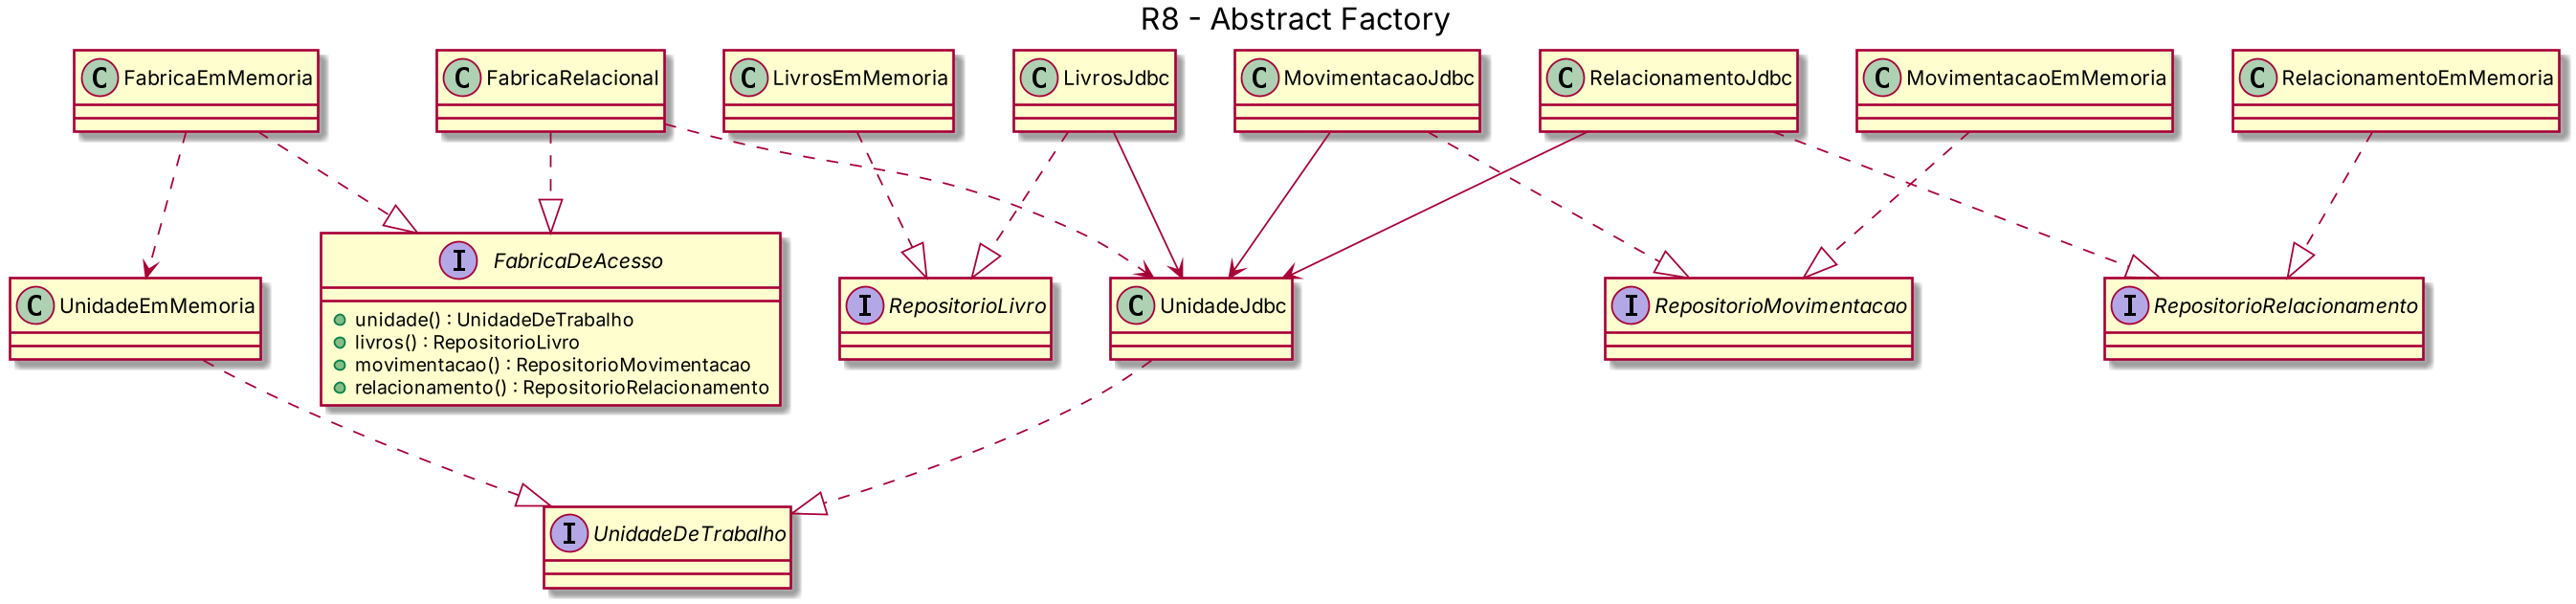 R8 - Abstract Factory
C FabricaEmMemoria
C FabricaRelacional
C LivrosEmMemoria
C LivrosJdbc
C MovimentacaoJdbc
C RelacionamentoJdbc
C MovimentacaoEmMemoria
C RelacionamentoEmMemoria
I FabricaDeAcesso
unidade() : UnidadeDeTrabalho
livros() : RepositorioLivro
movimentacao() : RepositorioMovimentacao
relacionamento() : RepositorioRelacionamento
C UnidadeEmMemoria
I RepositorioLivro
C UnidadeJdbc
I RepositorioMovimentacao
I RepositorioRelacionamento
I UnidadeDeTrabalho